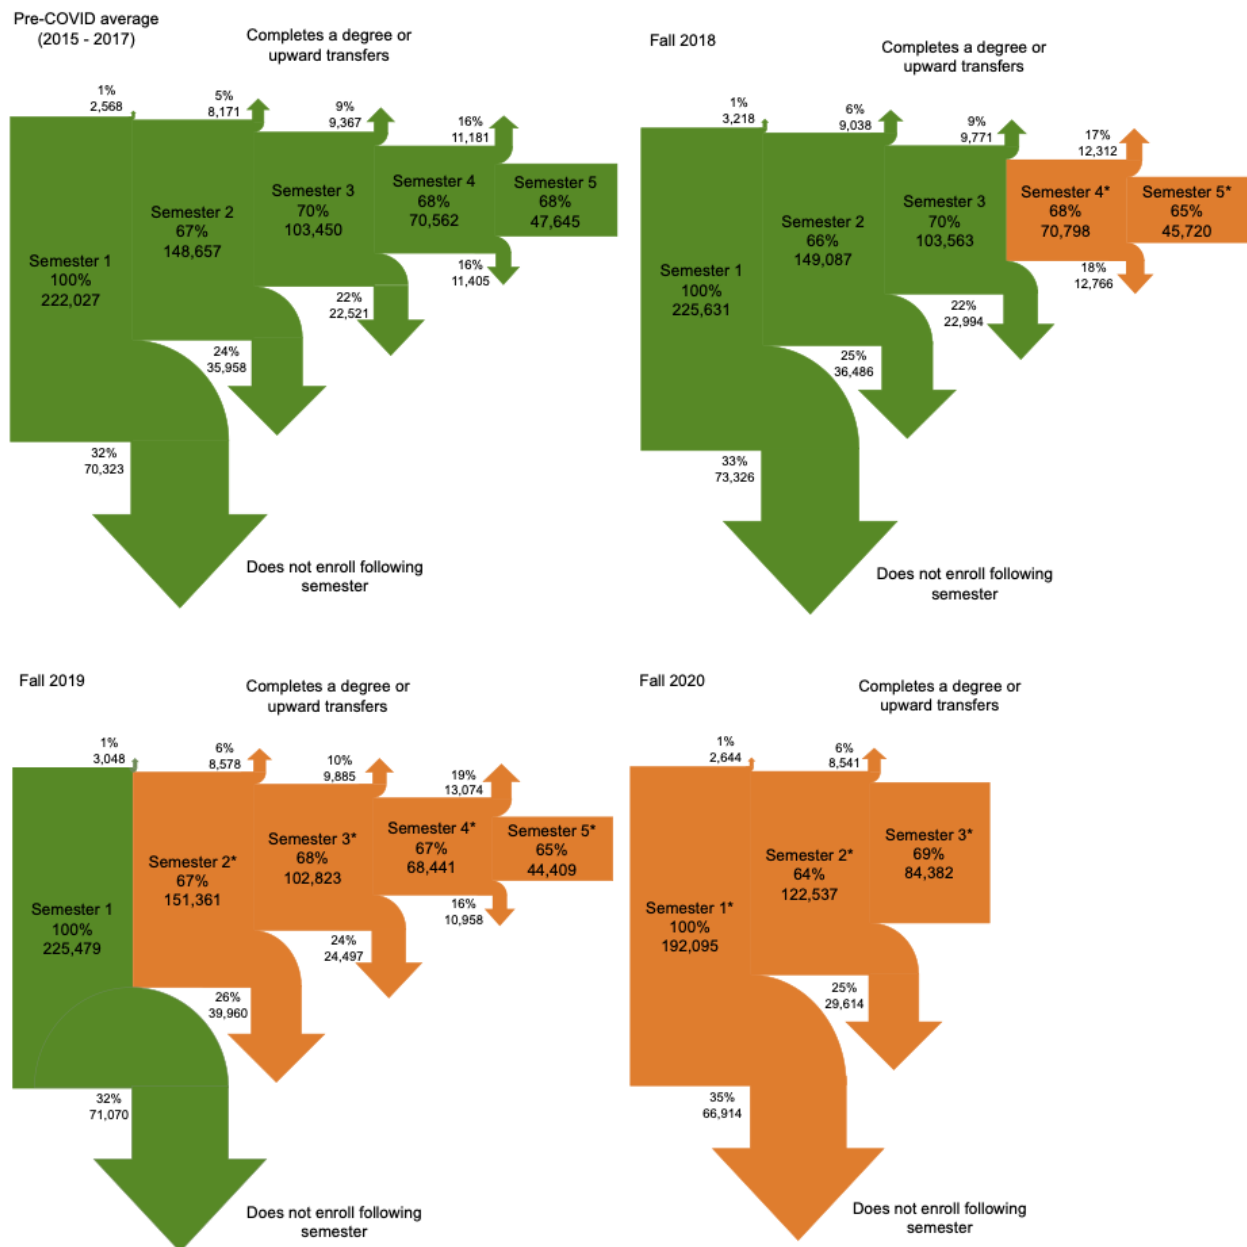 Pre-COVID average
(2015 - 2017)
Completes a degree or
upward transfers
1%
2,568
5%
8,171
9%
9,367
16%
11,181
Semester 1
100%
222,027
Semester 2
67%
148,657
Semester 3
70%
103,450
Semester 4
68%
70,562
Semester 5
68%
47,645
32%
70,323
24%
35,958
22%
22,521
16%
11,405
Does not enroll following
semester
Fall 2018
Completes a degree or
upward transfers
1%
3,218
6%
9,038
9%
9,771
17%
12,312
Semester 1
100%
225,631
Semester 2
66%
149,087
Semester 3
70%
103,563
Semester 4*
68%
70,798
Semester 5*
65%
45,720
33%
73,326
25%
36,486
22%
22,994
18%
12,766
Does not enroll following
semester
Fall 2019
Completes a degree or
upward transfers
1%
3,048
6%
8,578
10%
9,885
19%
13,074
Semester 1
100%
225,479
Semester 2*
67%
151,361
Semester 3*
68%
102,823
Semester 4*
67%
68,441
Semester 5*
65%
44,409
32%
71,070
26%
39,960
24%
24,497
16%
10,958
Does not enroll following
semester
Fall 2020
Completes a degree or
upward transfers
1%
2,644
6%
8,541
Semester 1*
100%
192,095
Semester 2*
64%
122,537
Semester 3*
69%
84,382
35%
66,914
25%
29,614
Does not enroll following
semester